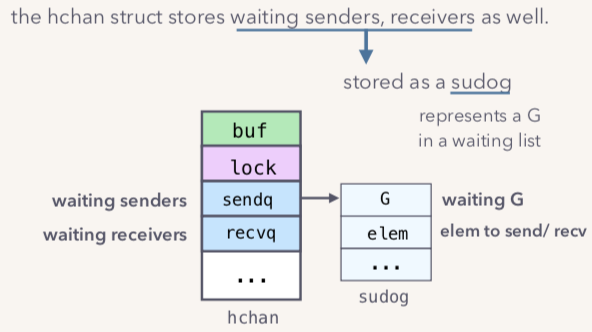 the hchan struct stores waiting senders, receivers as well.
stored as a sudog
represents a G
in a waiting list
buf
lock
waiting senders
sendq
G
waiting G
waiting receivers
recvq
elem
elem to send/ recv
...
...
sudog
hchan